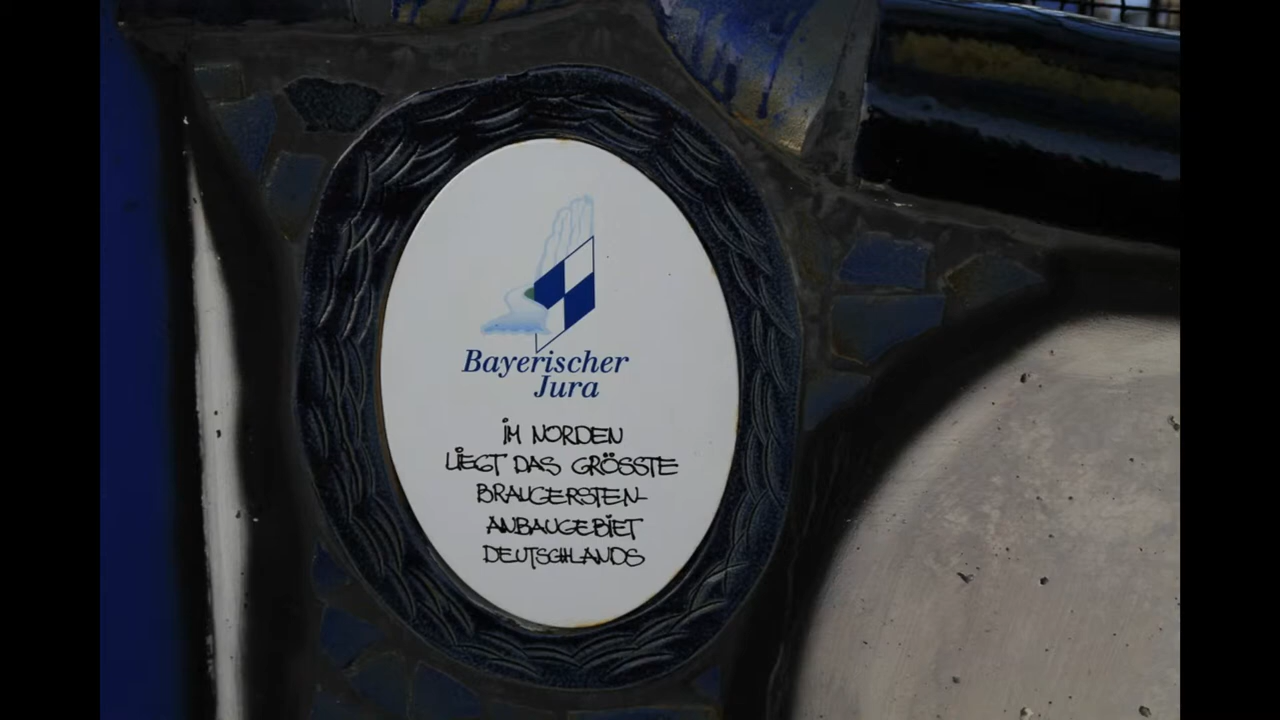 Bayerischer
Jura
IM NORDEN
LIEGT DAS GRÖSSTE
BRAUGERSTEN-
ANBAUGEBIET
DEUTSCHLANDS